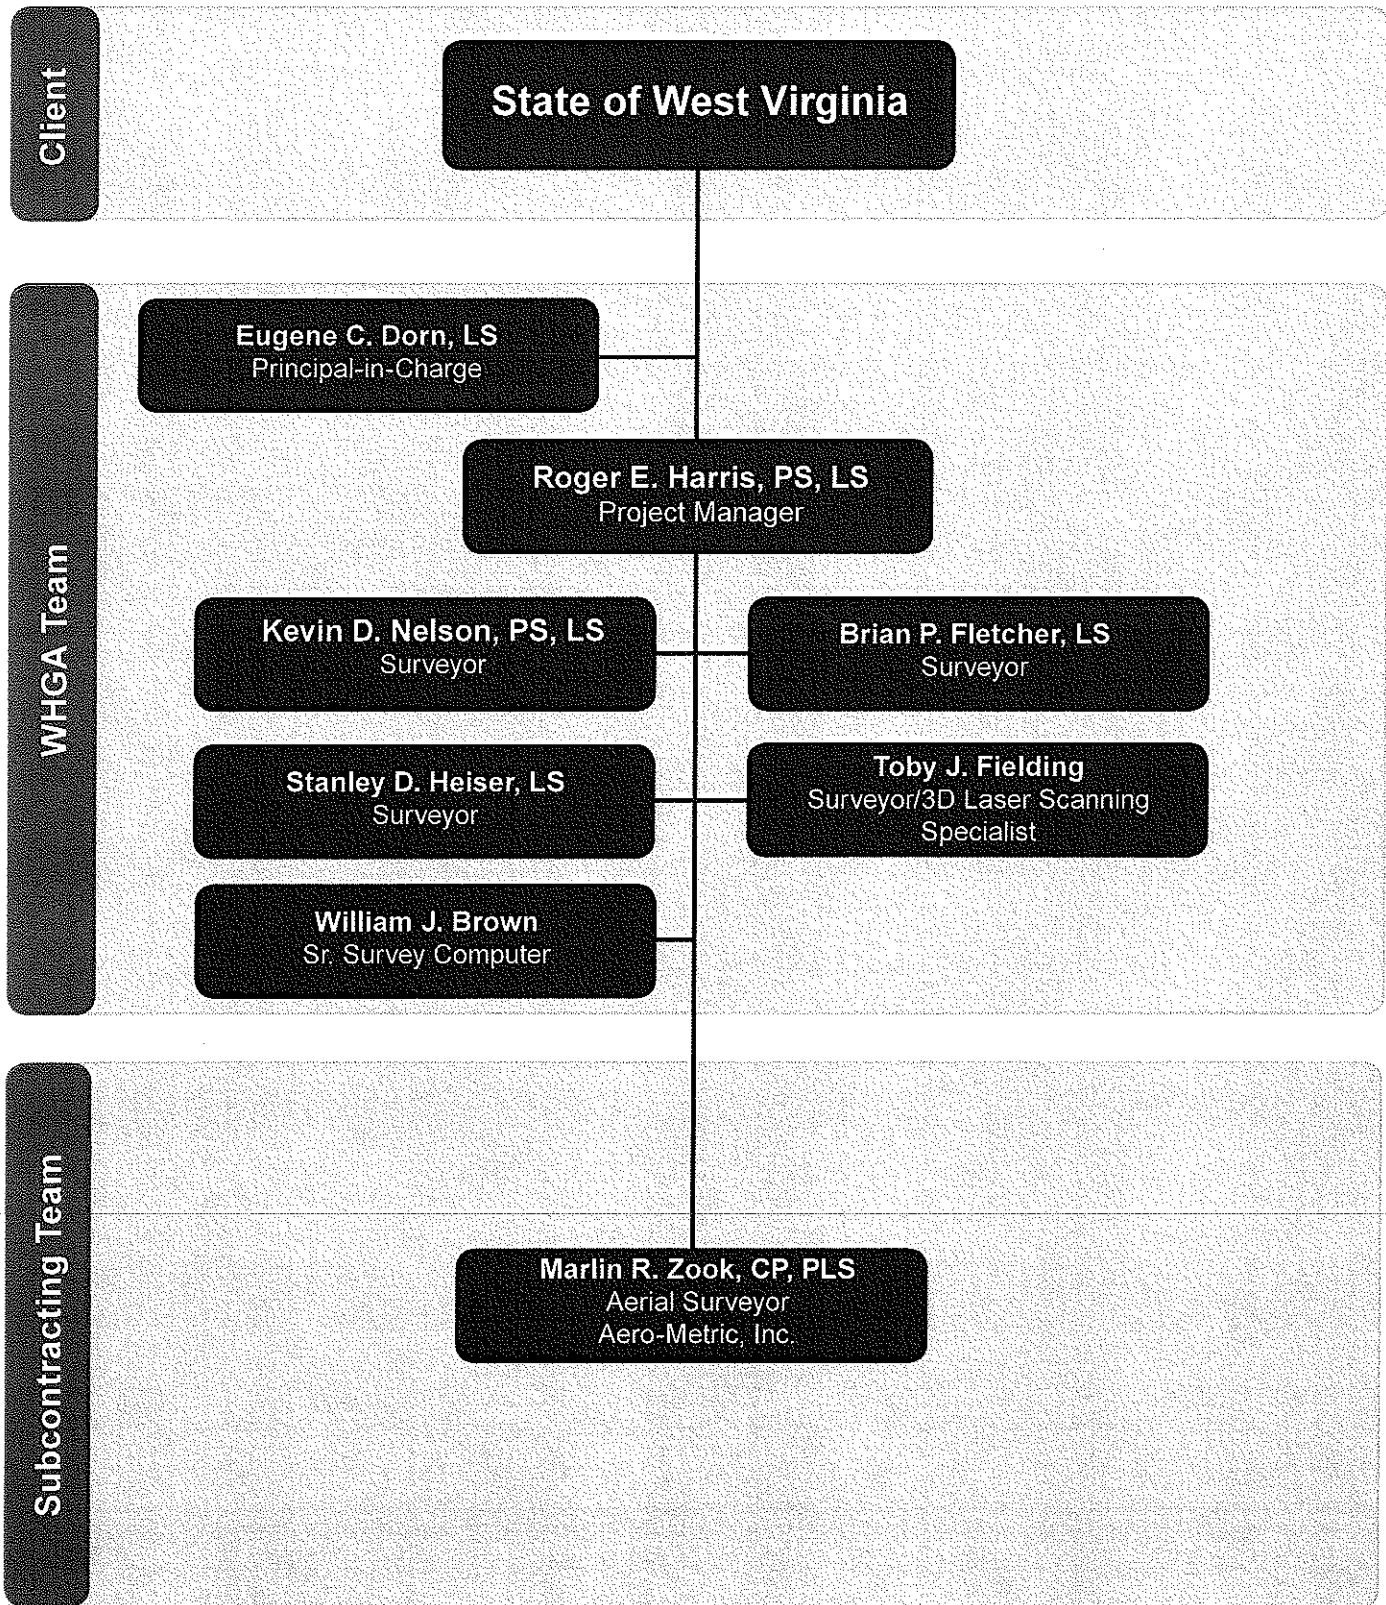 Client
State of West Virginia
WHGA Team
Eugene C. Dorn, LS
Principal-in-Charge
Roger E. Harris, PS, LS
Project Manager
Kevin D. Nelson, PS, LS
Surveyor
Brian P. Fletcher, LS
Surveyor
Stanley D. Heiser, LS
Surveyor
Toby J. Fielding
Surveyor/3D Laser Scanning
Specialist
William J. Brown
Sr. Survey Computer
Subcontracting Team
Marlin R. Zook, CP, PLS
Aerial Surveyor
Aero-Metric, Inc.